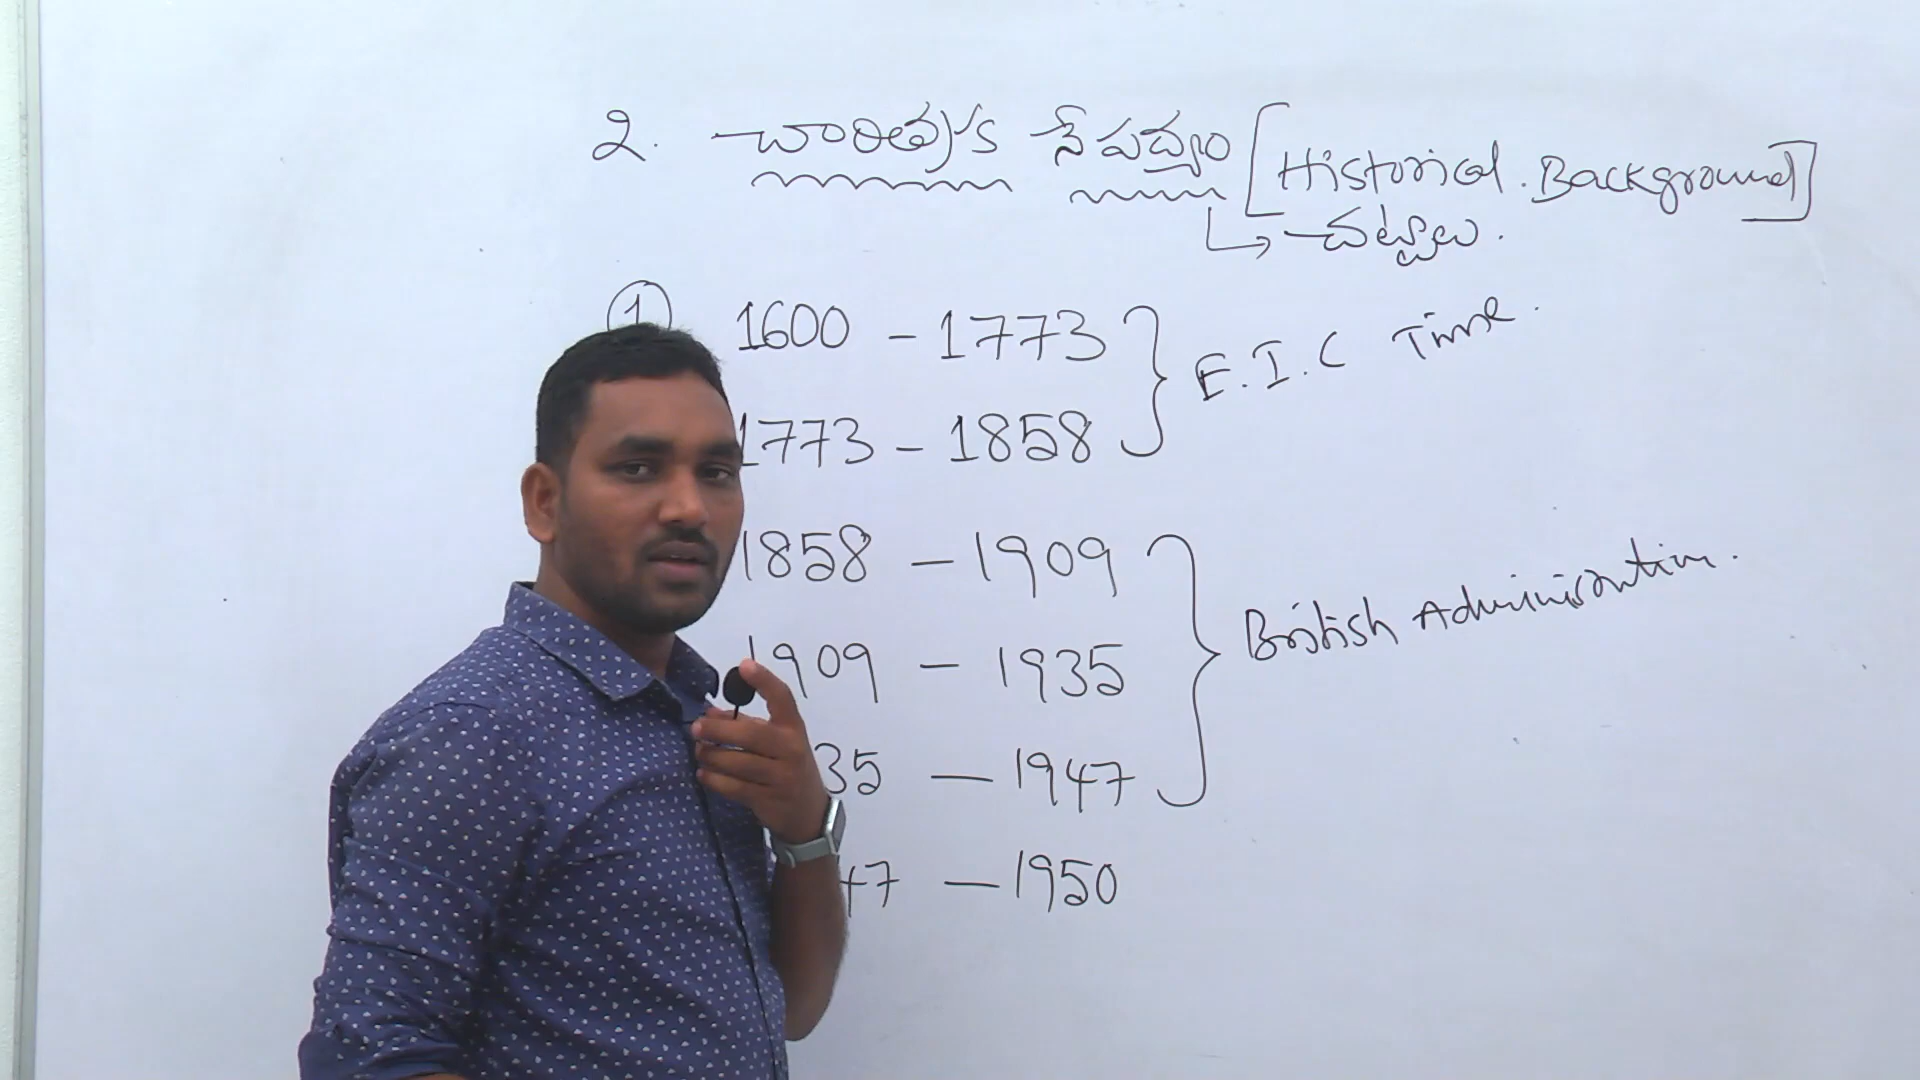 2. చారిత్రక నేపథ్యం [Historical. Background]
↳ చట్టాలు.
1 1600 - 1773 } E.I.C Time.
1773 - 1858
1858 - 1909
1909 - 1935 } British Adminisration.
35 - 1947
47 - 1950